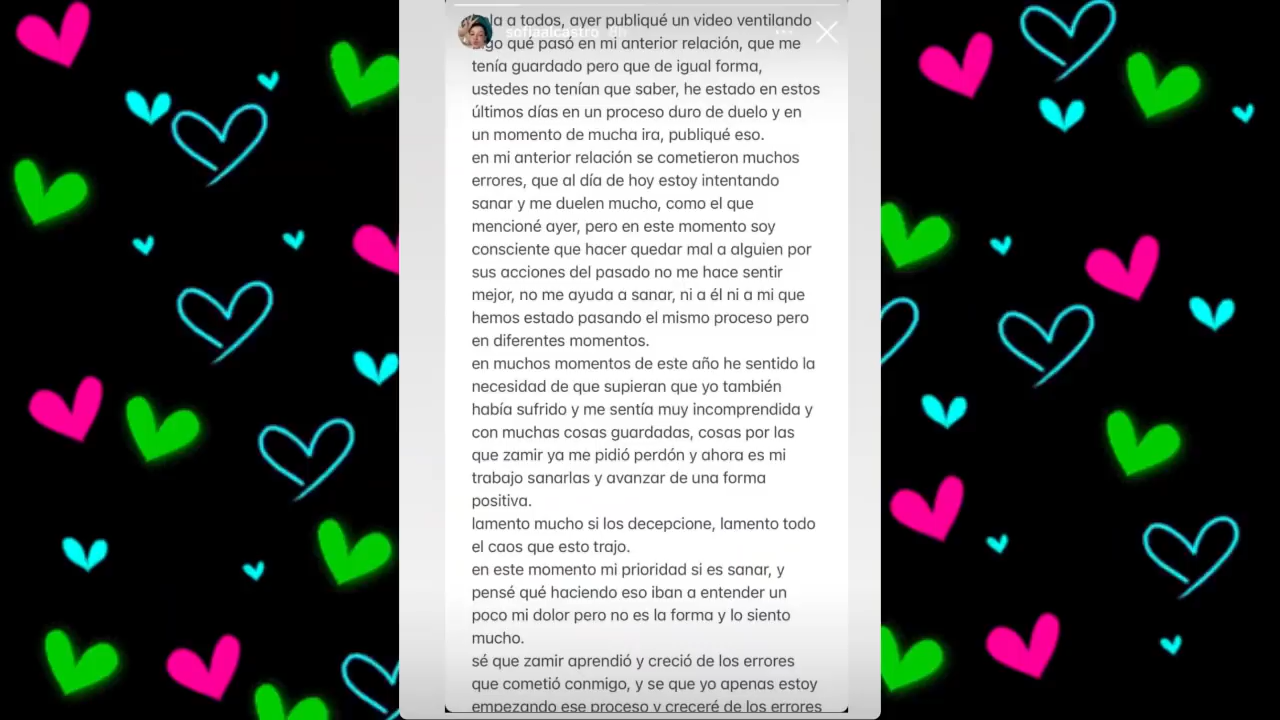 la a todos, ayer publiqué un video ventilando
sofiaalcastro 8h
go qué pasó en mi anterior relación, que me
tenía guardado pero que de igual forma,
ustedes no tenían que saber, he estado en estos
últimos días en un proceso duro de duelo y en
un momento de mucha ira, publiqué eso.
en mi anterior relación se cometieron muchos
errores, que al día de hoy estoy intentando
sanar y me duelen mucho, como el que
mencioné ayer, pero en este momento soy
consciente que hacer quedar mal a alguien por
sus acciones del pasado no me hace sentir
mejor, no me ayuda a sanar, ni a él ni a mi que
hemos estado pasando el mismo proceso pero
en diferentes momentos.
en muchos momentos de este año he sentido la
necesidad de que supieran que yo también
había sufrido y me sentía muy incomprendida y
con muchas cosas guardadas, cosas por las
que zamir ya me pidió perdón y ahora es mi
trabajo sanarlas y avanzar de una forma
positiva.
lamento mucho si los decepcione, lamento todo
el caos que esto trajo.
en este momento mi prioridad si es sanar, y
pensé qué haciendo eso iban a entender un
poco mi dolor pero no es la forma y lo siento
mucho.
sé que zamir aprendió y creció de los errores
que cometió conmigo, y se que yo apenas estoy
empezando ese proceso y creceré de los errores